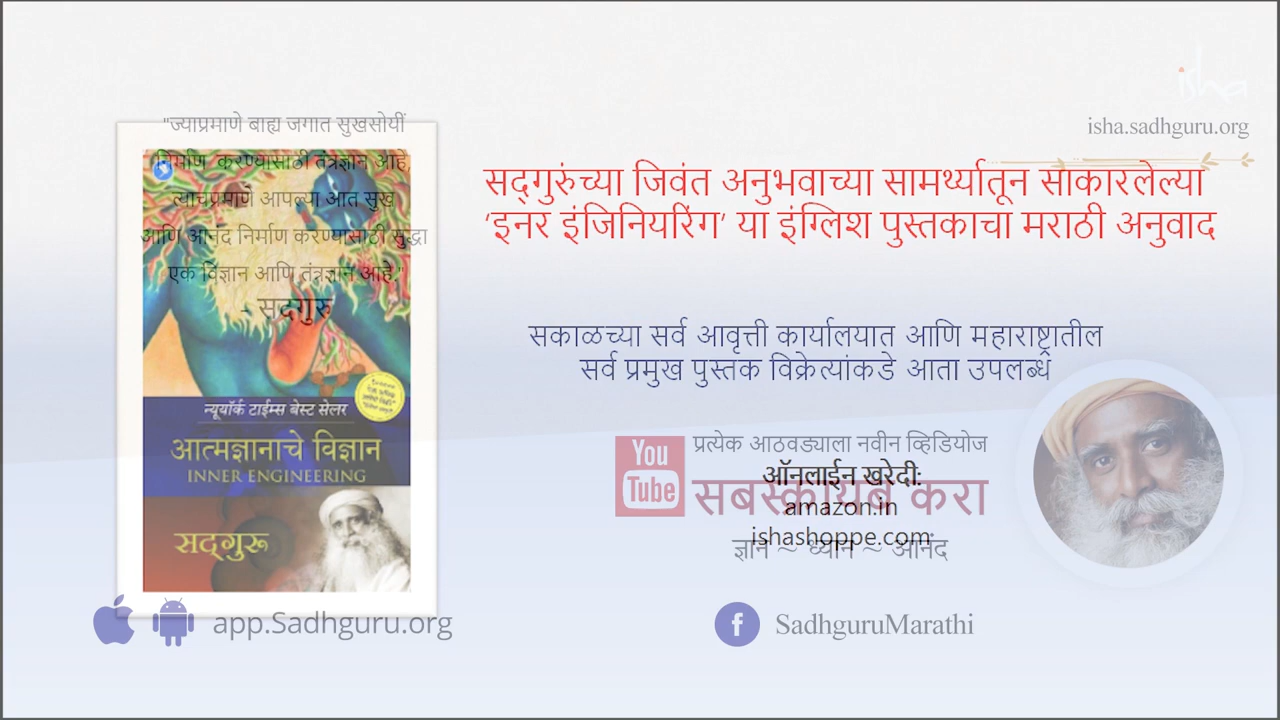 isha
isha.sadhguru.org
"ज्याप्रमाणे बाह्य जगात सुखसोयीं
निर्माण करण्यासाठी तंत्रज्ञान आहे,
त्याचप्रमाणे आपल्या आत सुख
आणि आनंद निर्माण करण्यासाठी सुद्धा
एक विज्ञान आणि तंत्रज्ञान आहे."
- सद्गुरु
न्यूयॉर्क टाईम्स बेस्ट सेलर
आत्मज्ञानाचे विज्ञान
INNER ENGINEERING
सद्गुरू
सद्गुरुंच्या जिवंत अनुभवाच्या सामर्थ्यातून साकारलेल्या
'इनर इंजिनियरिंग' या इंग्लिश पुस्तकाचा मराठी अनुवाद
सकाळच्या सर्व आवृत्ती कार्यालयात आणि महाराष्ट्रातील
सर्व प्रमुख पुस्तक विक्रेत्यांकडे आता उपलब्ध
You
Tube
प्रत्येक आठवड्याला नवीन व्हिडियोज
सबस्क्रायब करा
ज्ञान ~ ध्यान ~ आनंद
ऑनलाईन खरेदी:
amazon.in
ishashoppe.com
app.Sadhguru.org
SadhguruMarathi